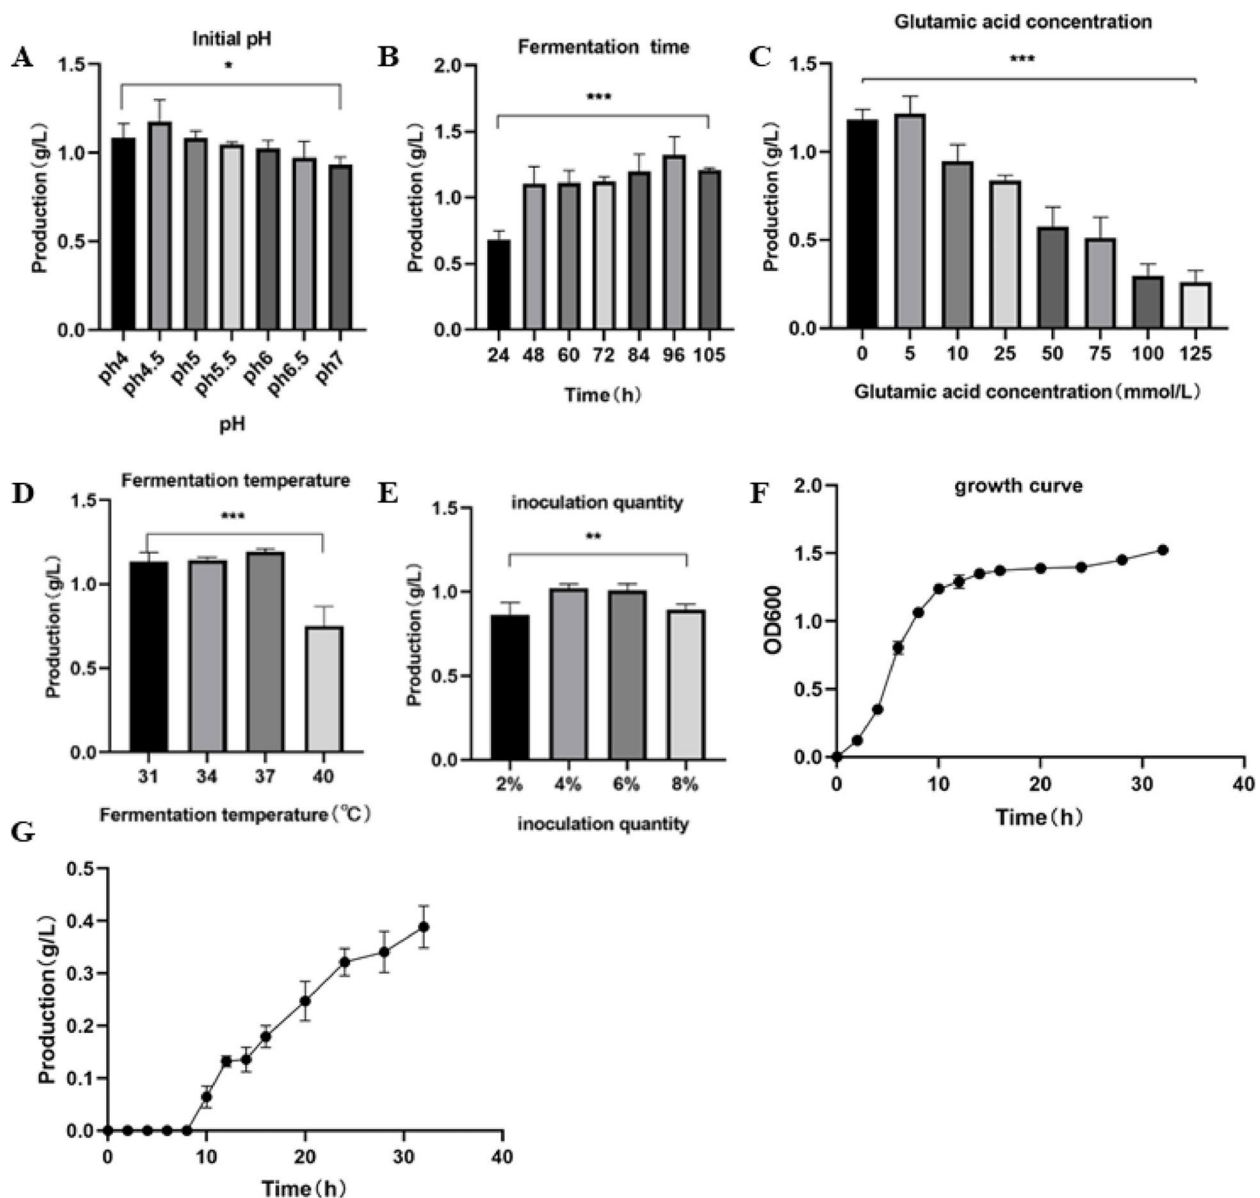 A
Initial pH
*
Production(g/L)
1.5
1.0
0.5
0.0
ph4 ph4.5 ph5 ph5.5 ph6 ph6.5 ph7
pH
B
Fermentation time
***
Production(g/L)
2.0
1.5
1.0
0.5
0.0
24 48 60 72 84 96 105
Time(h)
C
Glutamic acid concentration
***
Production(g/L)
1.5
1.0
0.5
0.0
0 5 10 25 50 75 100 125
Glutamic acid concentration(mmol/L)
D
Fermentation temperature
***
Production(g/L)
1.5
1.0
0.5
0.0
31 34 37 40
Fermentation temperature(°C)
E
inoculation quantity
**
Production(g/L)
1.5
1.0
0.5
0.0
2% 4% 6% 8%
inoculation quantity
F
growth curve
OD600
2.0
1.5
1.0
0.5
0.0
0 10 20 30 40
Time(h)
G
Production(g/L)
0.5
0.4
0.3
0.2
0.1
0.0
0 10 20 30 40
Time(h)